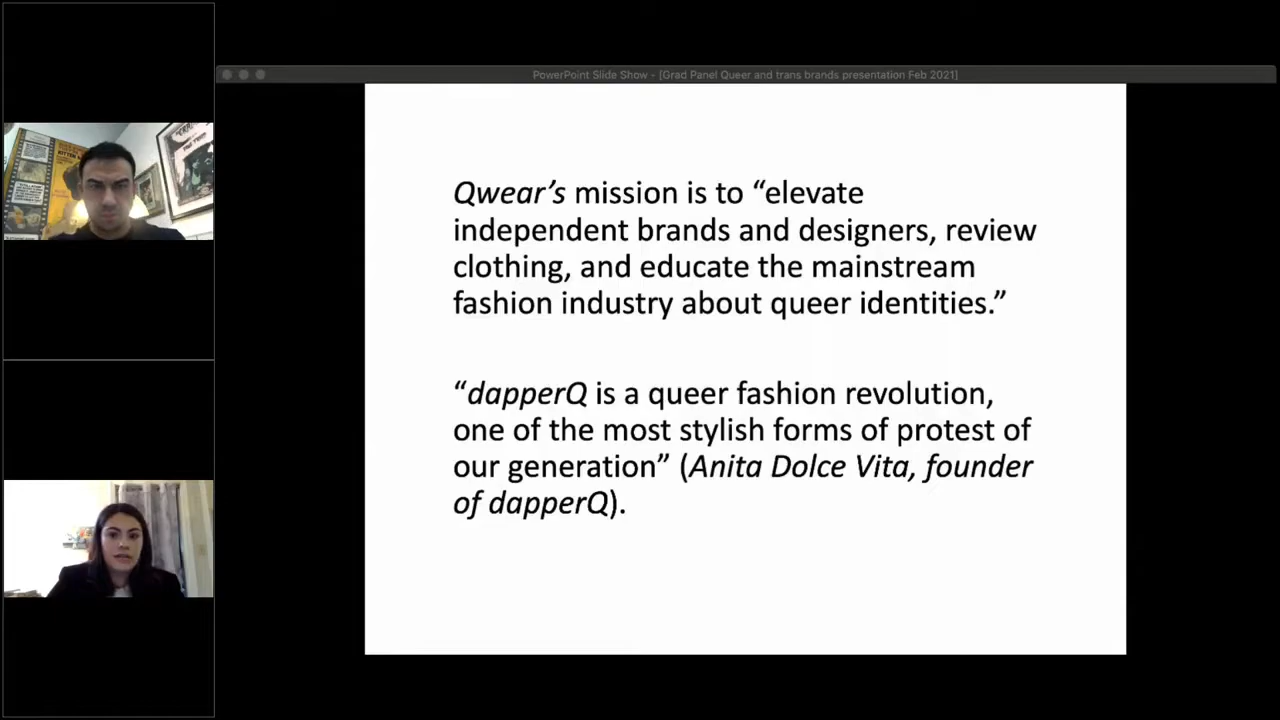 PowerPoint Slide Show - [Grad Panel Queer and trans brands presentation Feb 2021]
Qwear’s mission is to “elevate
independent brands and designers, review
clothing, and educate the mainstream
fashion industry about queer identities.”
“dapperQ is a queer fashion revolution,
one of the most stylish forms of protest of
our generation” (Anita Dolce Vita, founder
of dapperQ).